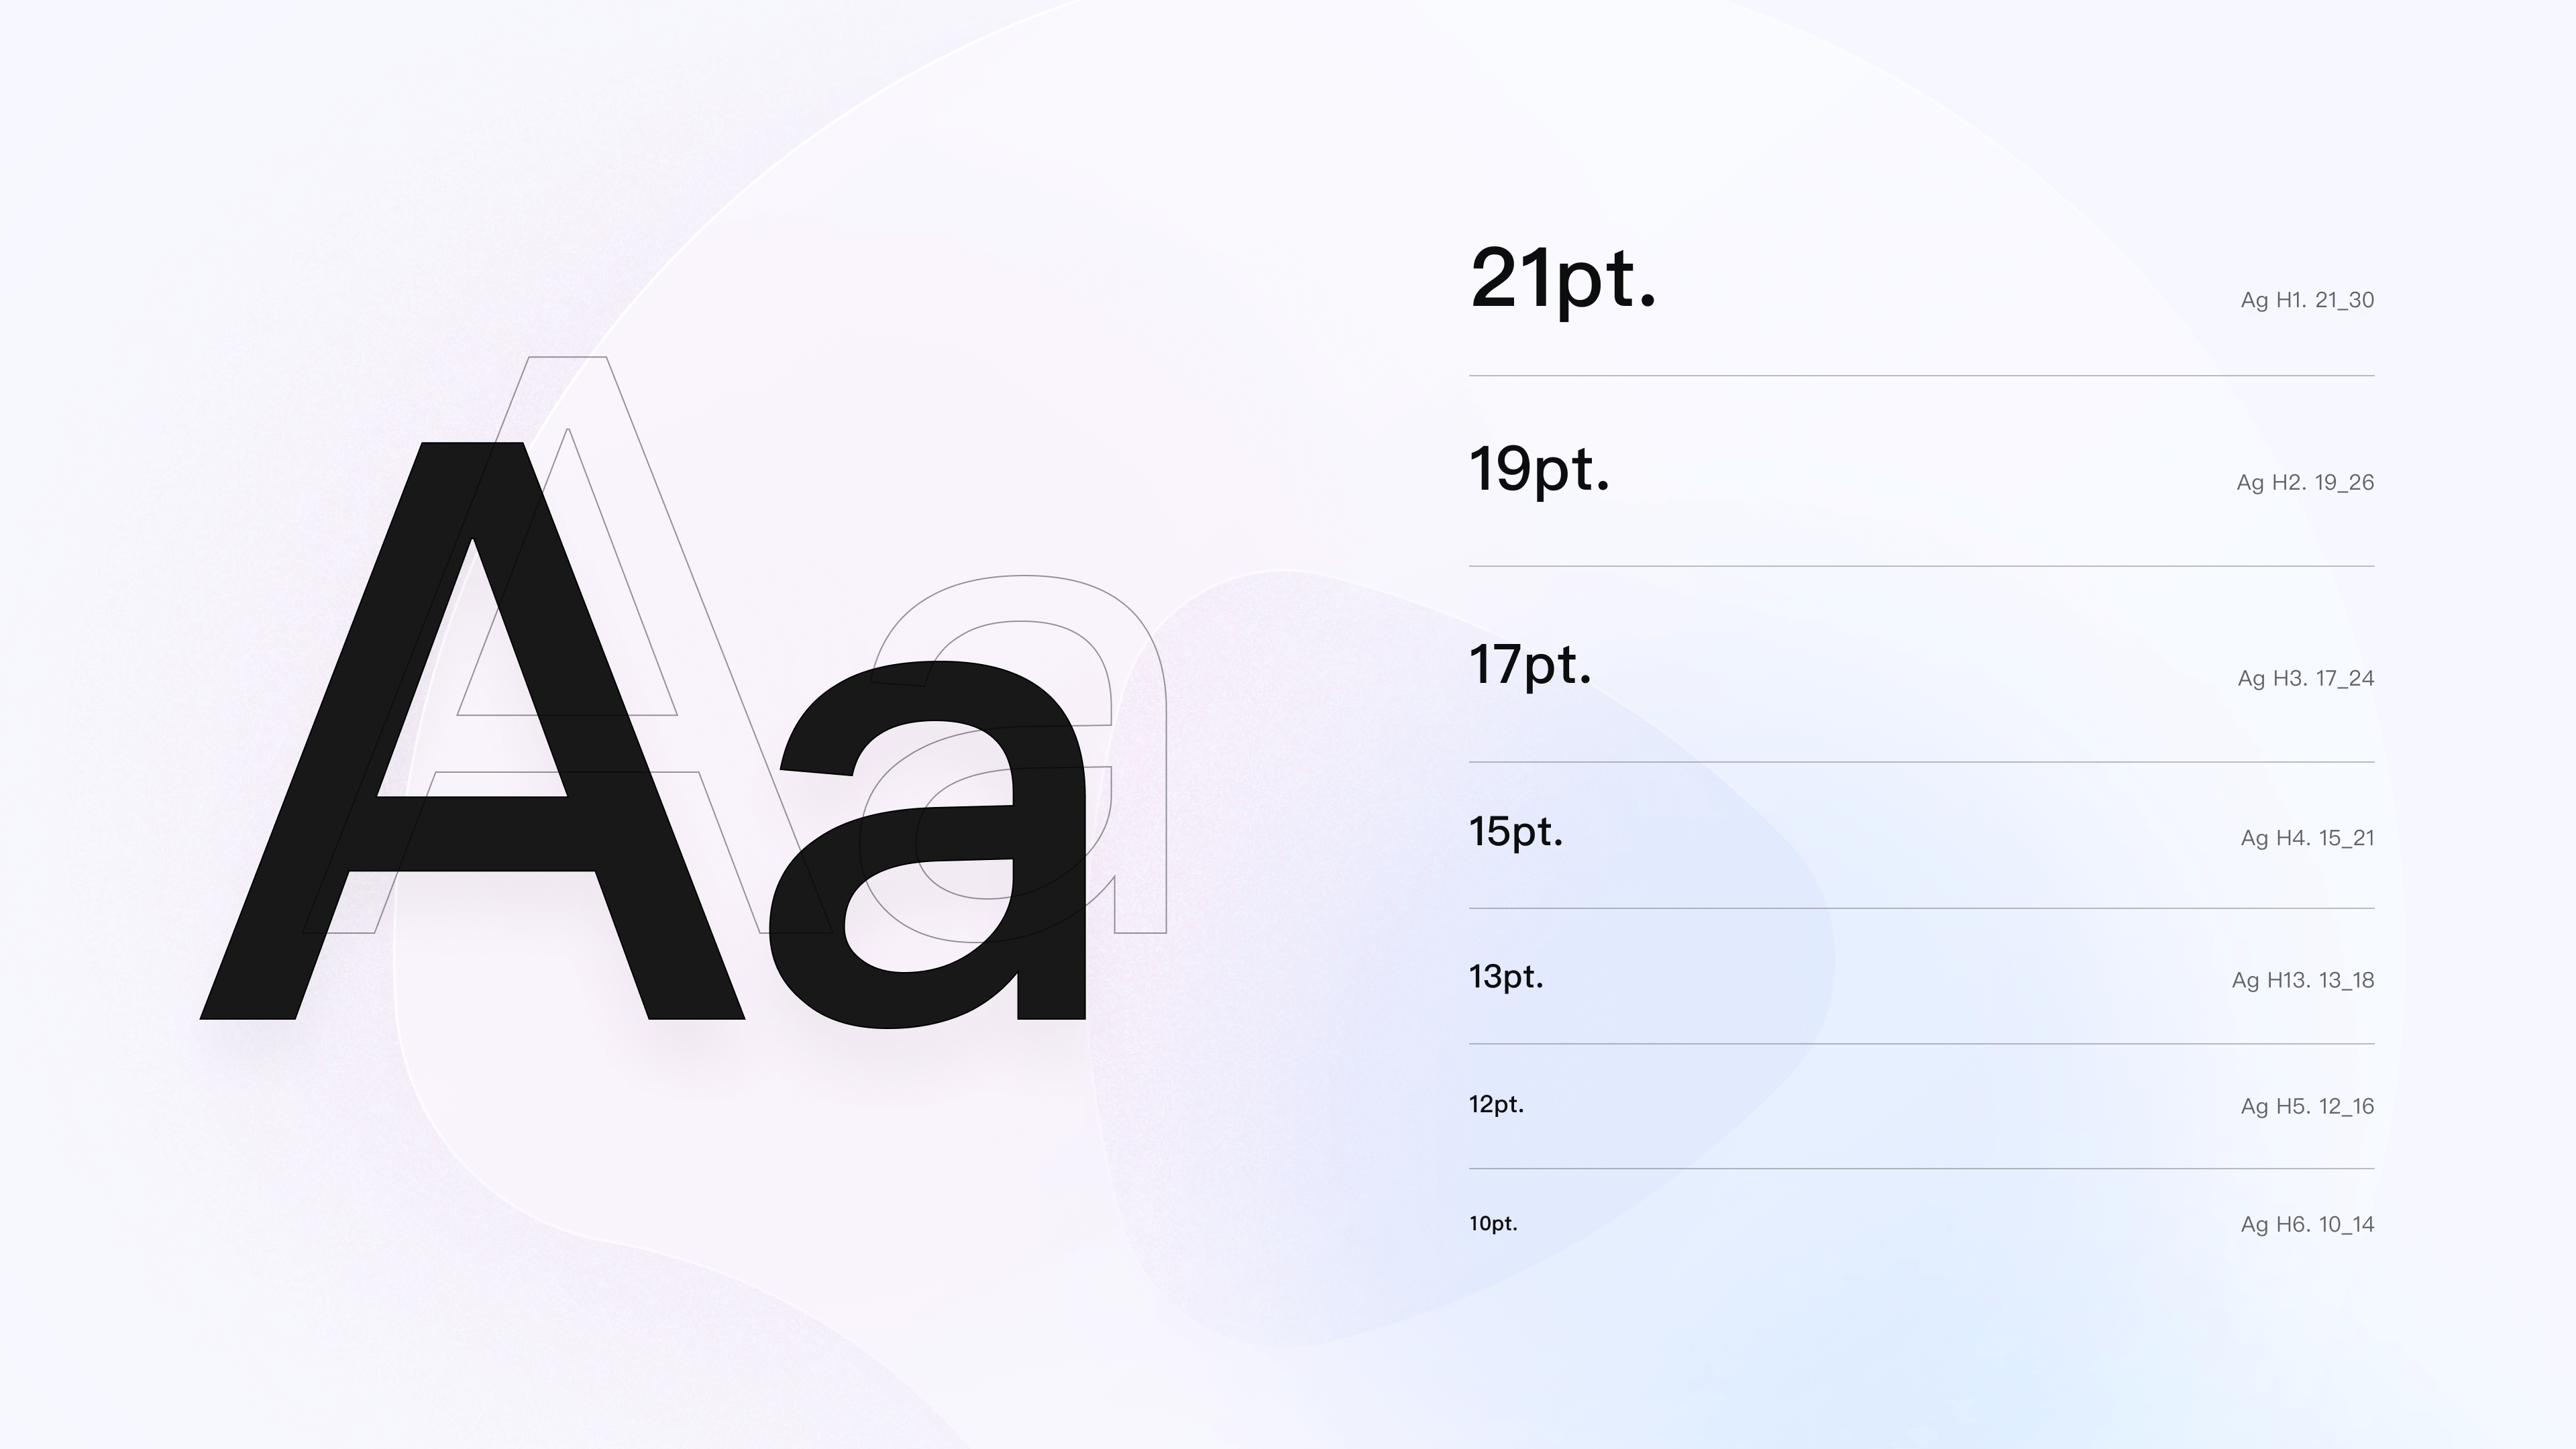 Aa
Aa
21pt.
Ag H1. 21_30
19pt.
Ag H2. 19_26
17pt.
Ag H3. 17_24
15pt.
Ag H4. 15_21
13pt.
Ag H13. 13_18
12pt.
Ag H5. 12_16
10pt.
Ag H6. 10_14